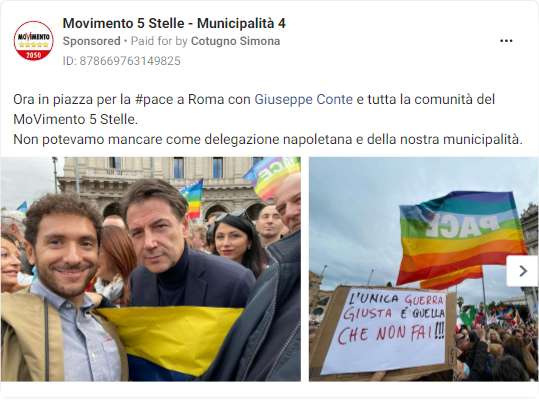 Movimento 5 Stelle - Municipalità 4
Sponsored • Paid for by Cotugno Simona
ID: 878669763149825
MOVIMENTO
2050
Ora in piazza per la #pace a Roma con Giuseppe Conte e tutta la comunità del
MoVimento 5 Stelle.
Non potevamo mancare come delegazione napoletana e della nostra municipalità.
PACE
PACE
L'UNICA GUERRA
GIUSTA É QUELLA
CHE NON FAI!!!